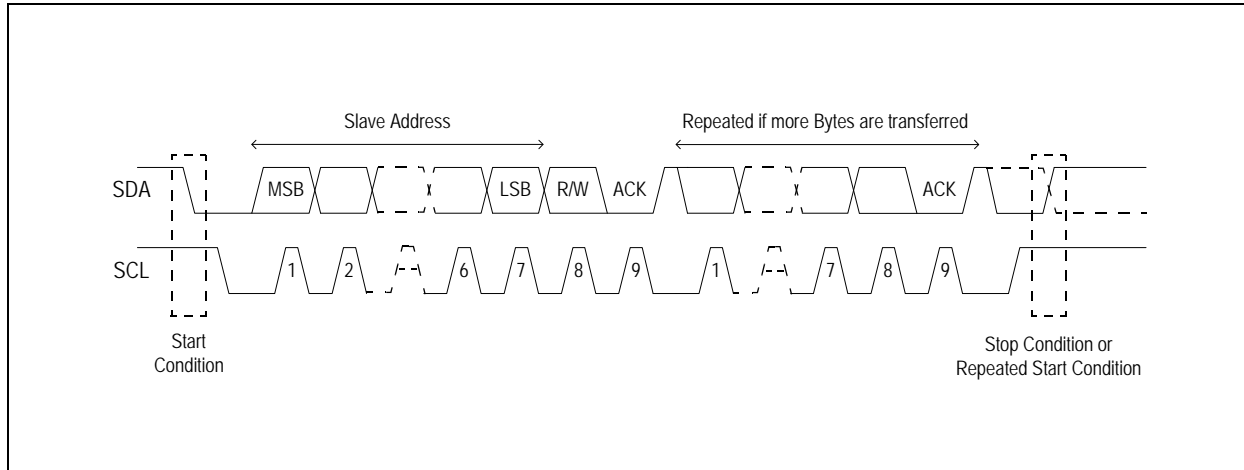 Slave Address
Repeated if more Bytes are transferred
SDA
MSB
LSB
R/W
ACK
ACK
SCL
1
2
6
7
8
9
1
7
8
9
Start
Condition
Stop Condition or
Repeated Start Condition